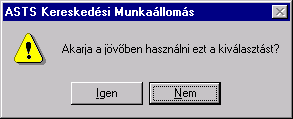 ASTS Kereskedési Munkaállomás
Akarja a jövőben használni ezt a kiválasztást?
Igen
Nem